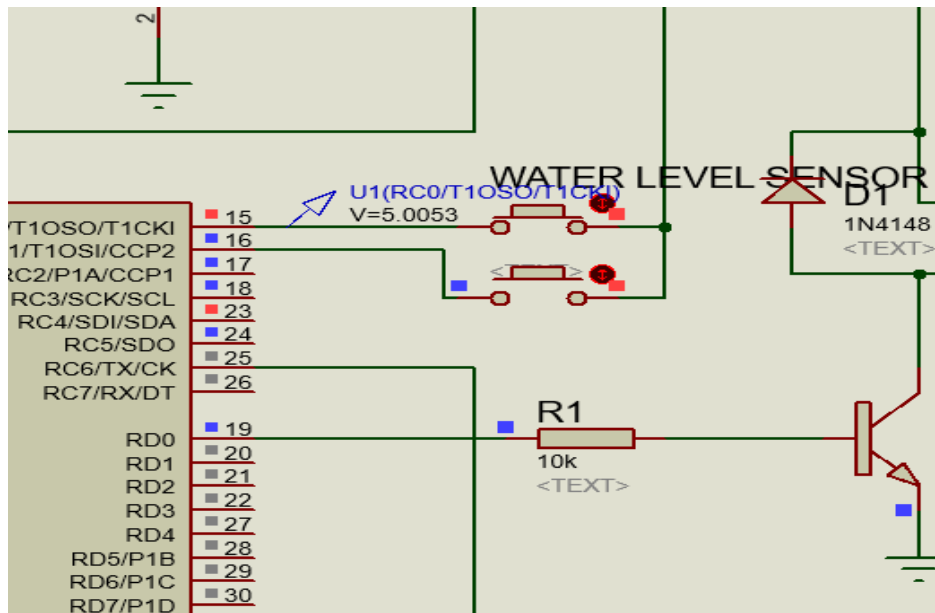 2
WATER LEVEL SENSOR
U1(RC0/T1OSO/T1CKI)
V=5.0053
D1
1N4148
<TEXT>
<TEXT>
/T1OSO/T1CKI 15
1/T1OSI/CCP2 16
RC2/P1A/CCP1 17
RC3/SCK/SCL 18
RC4/SDI/SDA 23
RC5/SDO 24
RC6/TX/CK 25
RC7/RX/DT 26
RD0 19
RD1 20
RD2 21
RD3 22
RD4 27
RD5/P1B 28
RD6/P1C 29
RD7/P1D 30
R1
10k
<TEXT>